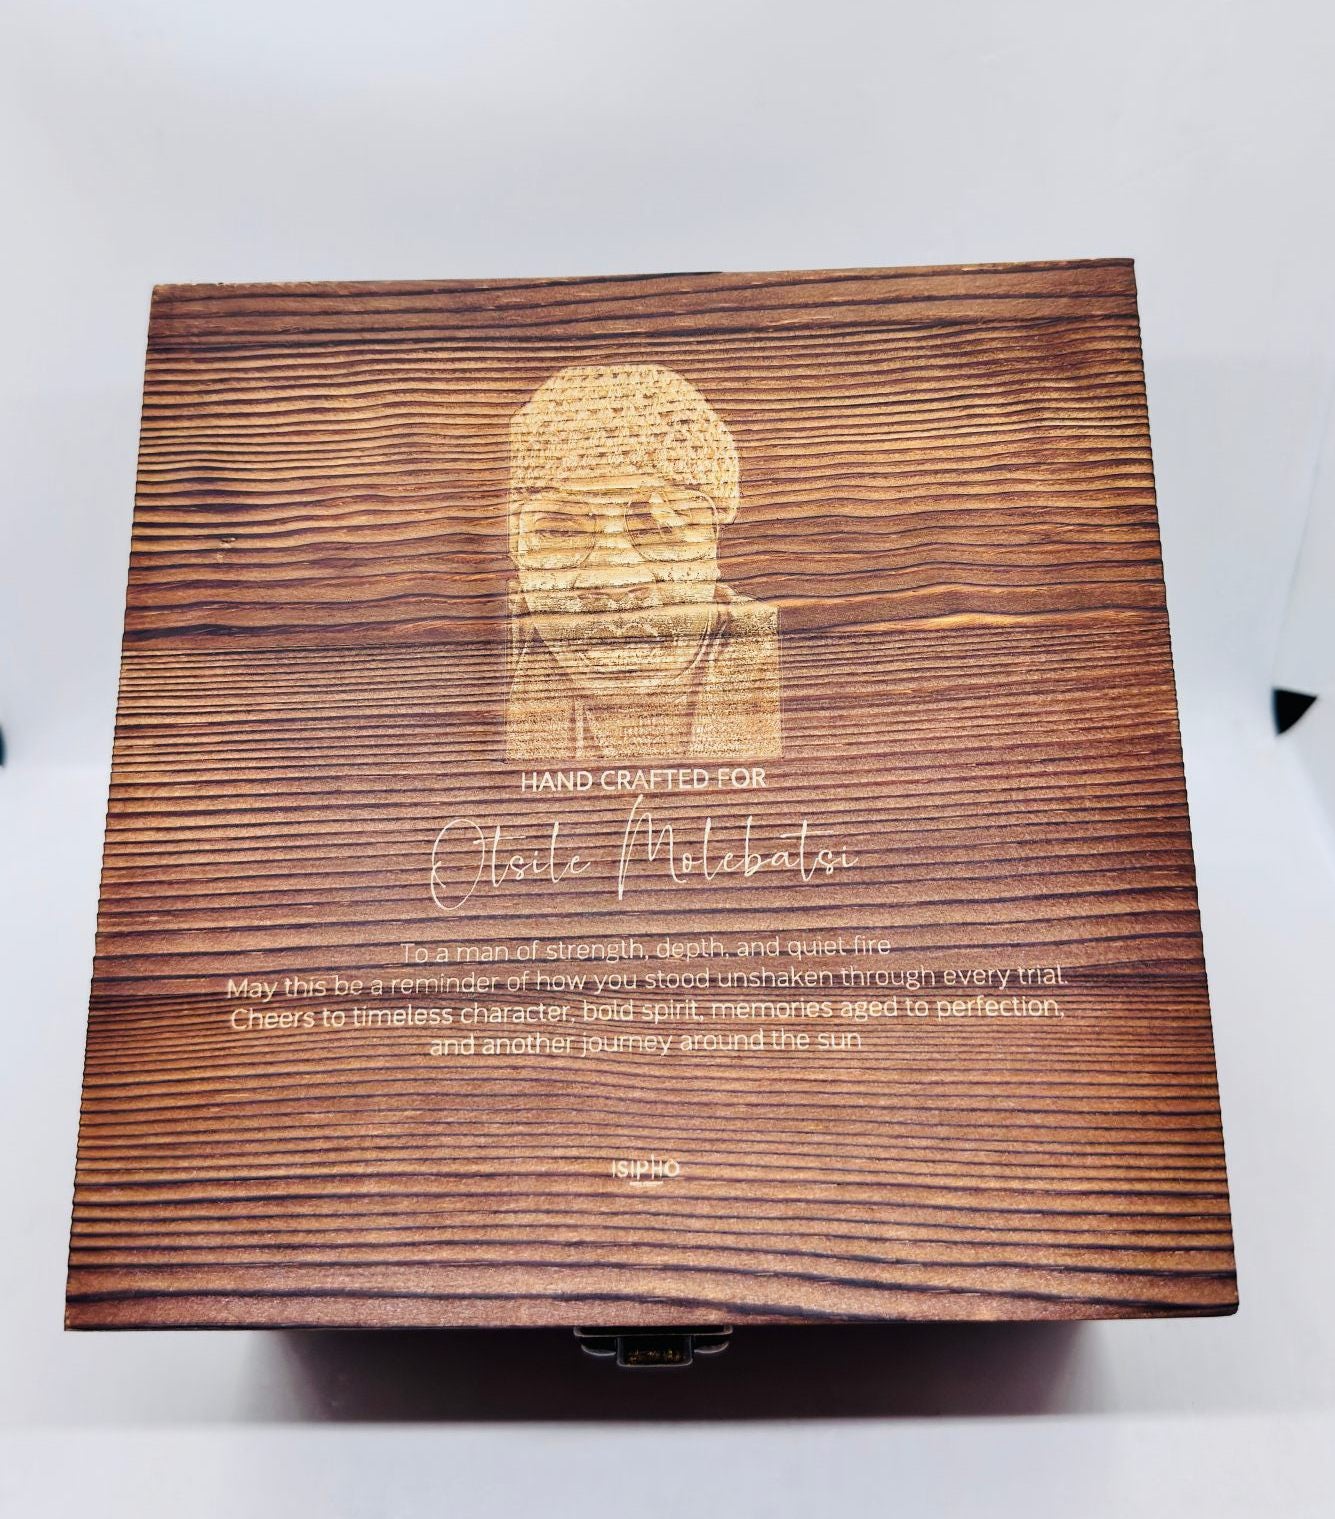 HAND CRAFTED FOR
Otsile Molebatsi
To a man of strength, depth, and quiet fire
May this be a reminder of how you stood unshaken through every trial.
Cheers to timeless character, bold spirit, memories aged to perfection,
and another journey around the sun
ISIPHO